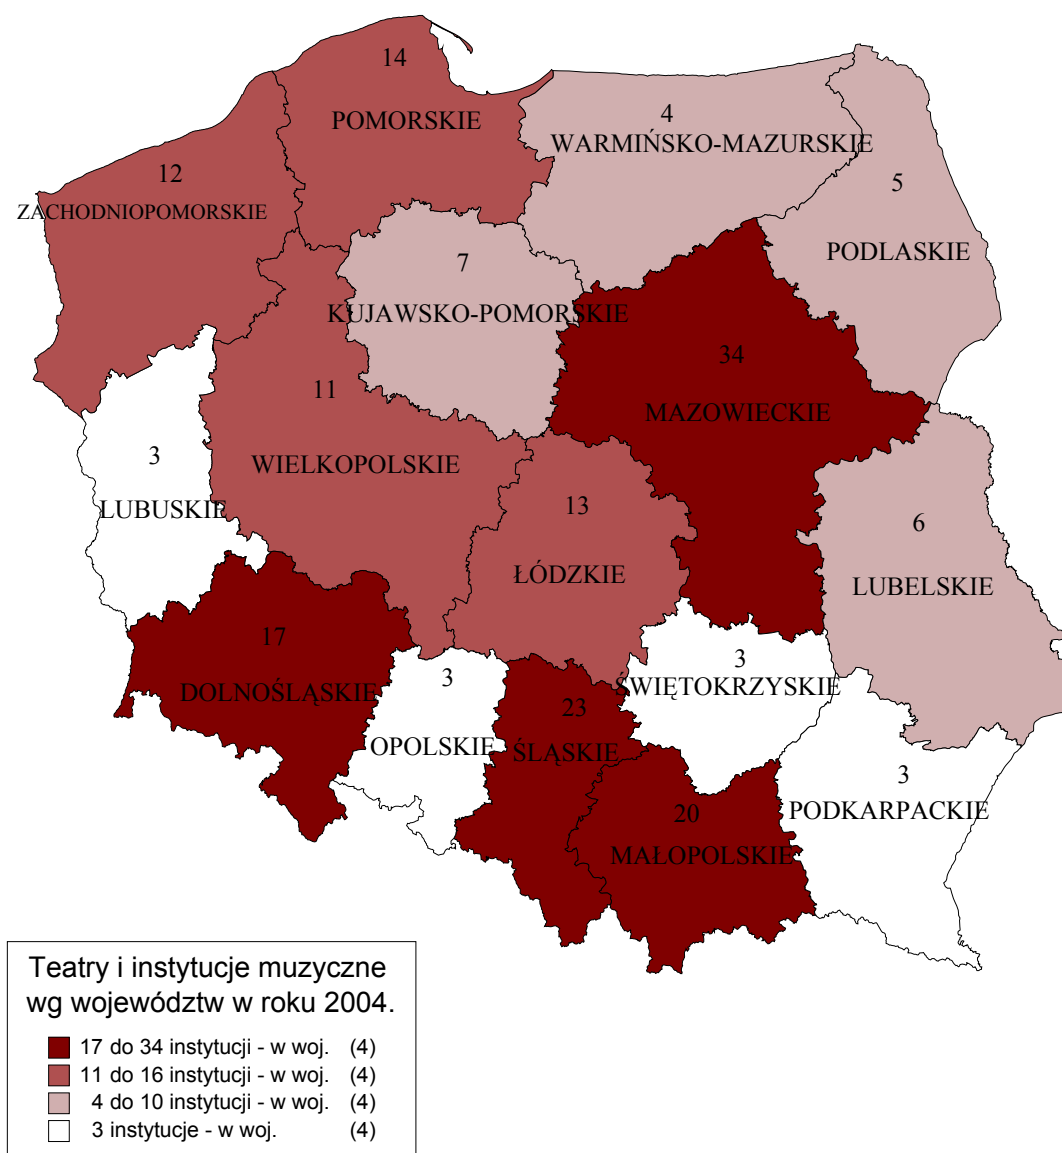 14
POMORSKIE
4
WARMIŃSKO-MAZURSKIE
12
ZACHODNIOPOMORSKIE
5
PODLASKIE
7
KUJAWSKO-POMORSKIE
34
MAZOWIECKIE
11
WIELKOPOLSKIE
3
LUBUSKIE
13
ŁÓDZKIE
6
LUBELSKIE
17
DOLNOŚLĄSKIE
3
OPOLSKIE
23
ŚLĄSKIE
3
ŚWIĘTOKRZYSKIE
3
PODKARPACKIE
20
MAŁOPOLSKIE
Teatry i instytucje muzyczne
wg województw w roku 2004.
17 do 34 instytucji - w woj. (4)
11 do 16 instytucji - w woj. (4)
4 do 10 instytucji - w woj. (4)
3 instytucje - w woj. (4)